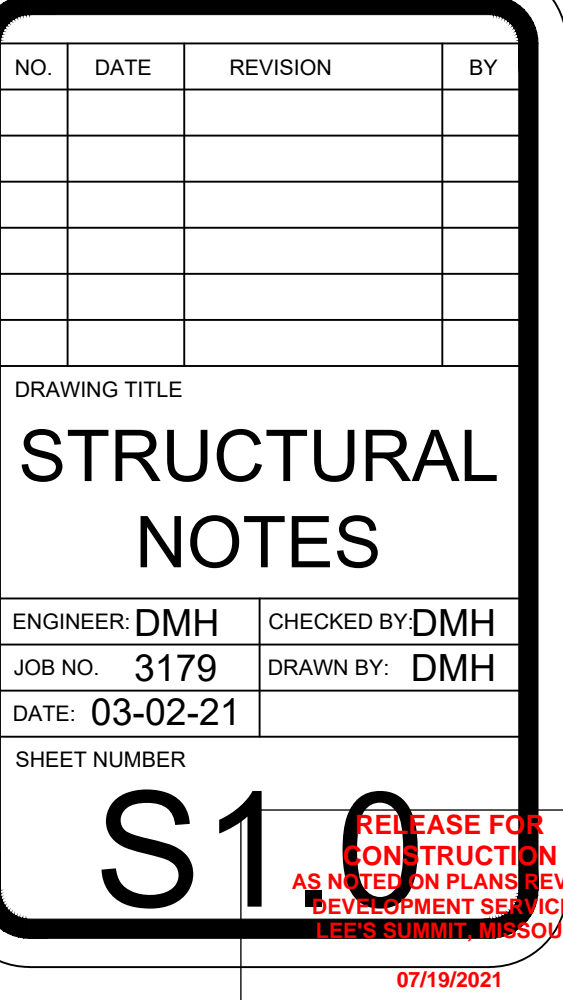 NO. DATE REVISION BY
DRAWING TITLE
STRUCTURAL
NOTES
ENGINEER: DMH CHECKED BY: DMH
JOB NO. 3179 DRAWN BY: DMH
DATE: 03-02-21
SHEET NUMBER
S1.0
RELEASE FOR
CONSTRUCTION
AS NOTED ON PLANS
DEVELOPMENT
LEE'S SUMMIT,
07/19/2021